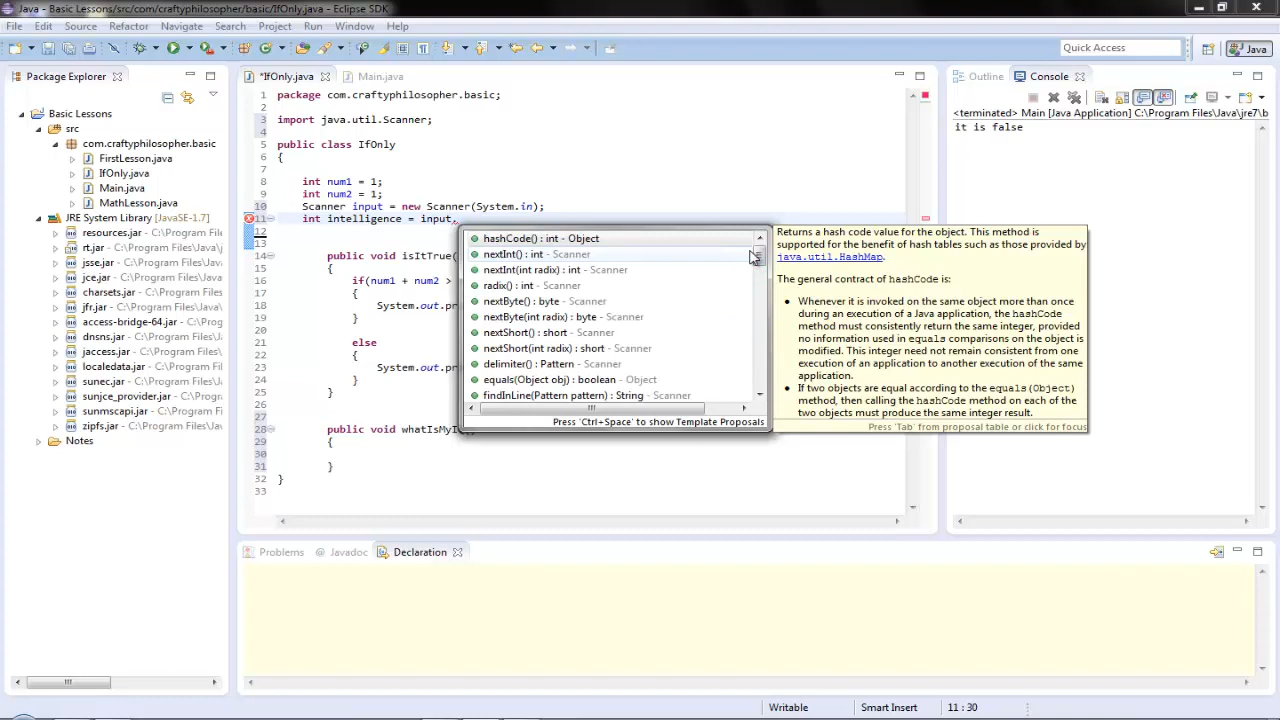 Java - Basic Lessons/src/com/craftyphilosopher/basic/IfOnly.java - Eclipse SDK
File Edit Source Refactor Navigate Search Project Run Window Help
Quick Access
Java
Package Explorer
Basic Lessons
src
com.craftyphilosopher.basic
FirstLesson.java
IfOnly.java
Main.java
MathLesson.java
JRE System Library [JavaSE-1.7]
resources.jar - C:\Program Files
rt.jar - C:\Program Files\Java\jr
jsse.jar - C:\Program Files\Java\
jce.jar - C:\Program Files\Java\j
charsets.jar - C:\Program Files\J
jfr.jar - C:\Program Files\Java\jr
access-bridge-64.jar - C:\Progra
dnsns.jar - C:\Program Files\Ja
jaccess.jar - C:\Program Files\Ja
localedata.jar - C:\Program File
sunec.jar - C:\Program Files\Jav
sunjce_provider.jar - C:\Progra
sunmscapi.jar - C:\Program File
zipfs.jar - C:\Program Files\Jav
Notes
*IfOnly.java Main.java
1 package com.craftyphilosopher.basic;
2
3 import java.util.Scanner;
4
5 public class IfOnly
6 {
7
8 int num1 = 1;
9 int num2 = 1;
10 Scanner input = new Scanner(System.in);
11 int intelligence = input.
12
13
14 public void isItTrue(
15 {
16 if(num1 + num2 >
17 {
18 System.out.pr
19 }
20
21 else
22 {
23 System.out.pr
24 }
25 }
26
27
28 public void whatIsMyI
29 {
30
31 }
32 }
33
hashCode() : int - Object
nextInt() : int - Scanner
nextInt(int radix) : int - Scanner
radix() : int - Scanner
nextByte() : byte - Scanner
nextByte(int radix) : byte - Scanner
nextShort() : short - Scanner
nextShort(int radix) : short - Scanner
delimiter() : Pattern - Scanner
equals(Object obj) : boolean - Object
findInLine(Pattern pattern) : String - Scanner
Press 'Ctrl+Space' to show Template Proposals
Returns a hash code value for the object. This method is
supported for the benefit of hash tables such as those provided by
java.util.HashMap.
The general contract of hashCode is:
• Whenever it is invoked on the same object more than once
during an execution of a Java application, the hashCode
method must consistently return the same integer, provided
no information used in equals comparisons on the object is
modified. This integer need not remain consistent from one
execution of an application to another execution of the same
application.
• If two objects are equal according to the equals(Object)
method, then calling the hashCode method on each of the
two objects must produce the same integer result.
Press 'Tab' from proposal table or click for focus
Outline Console
<terminated> Main [Java Application] C:\Program Files\Java\jre7\b
it is false
Problems @ Javadoc Declaration
Writable Smart Insert 11 : 30